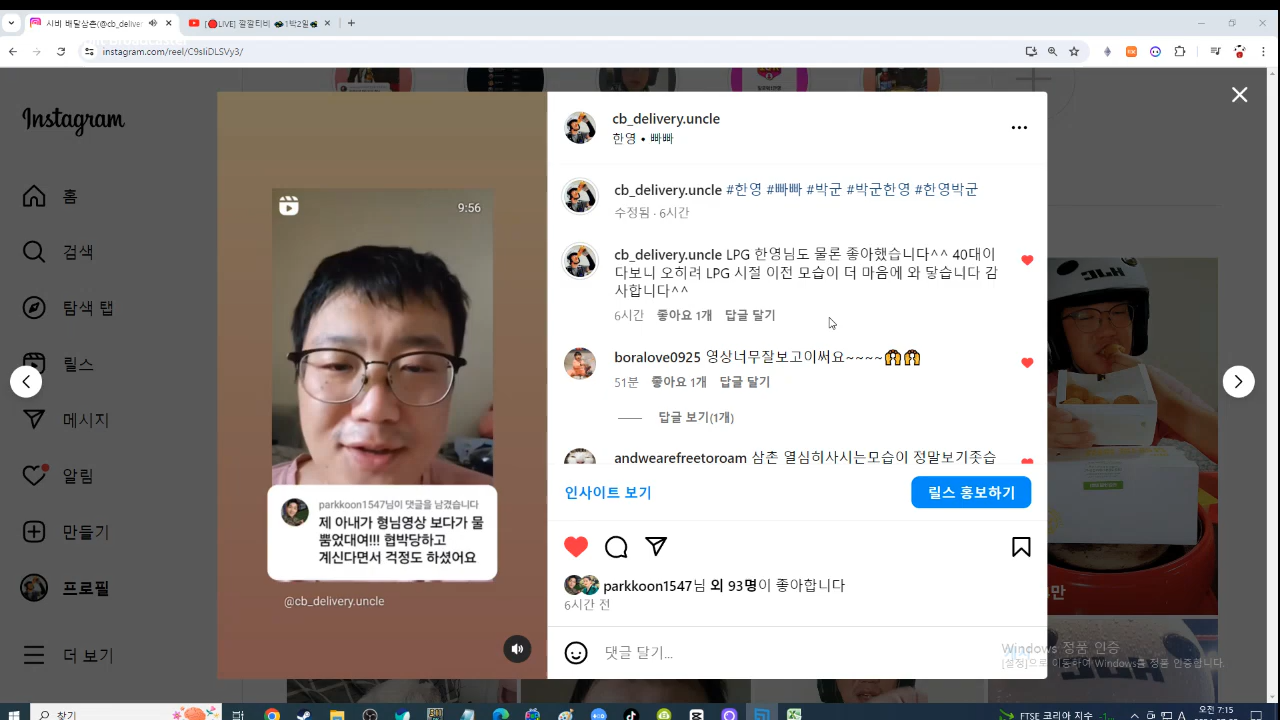 시비 배달삼촌(@cb_deliver
[🔴LIVE] 깔깔티비 🐢1박2일🐢
instagram.com/reel/C9sIiDLSVy3/
Instagram
홈
검색
탐색 탭
릴스
메시지
알림
만들기
프로필
더 보기
9:56
parkkoon1547님이 댓글을 남겼습니다
제 아내가 형님영상 보다가 물
뿜었대여!!! 협박당하고
계신다면서 걱정도 하셨어요
@cb_delivery.uncle
cb_delivery.uncle
한영 • 빠빠
cb_delivery.uncle #한영 #빠빠 #박군 #박군한영 #한영박군
수정됨 · 6시간
cb_delivery.uncle LPG 한영님도 물론 좋아했습니다^^ 40대이
다보니 오히려 LPG 시절 이전 모습이 더 마음에 와 닿습니다 감
사합니다^^
6시간 좋아요 1개 답글 달기
boralove0925 영상너무잘보고이써요~~~~🙌🙌
51분 좋아요 1개 답글 달기
답글 보기(1개)
andwearefreetoroam 삼촌 열심히사시는모습이 정말보기좃습
인사이트 보기
릴스 홍보하기
parkkoon1547님 외 93명이 좋아합니다
6시간 전
댓글 달기...
게시
Windows 정품 인증
[설정]으로 이동하여 Windows를 정품 인증합니다.
찾기
FTSE 코리아 지수
오전 7:15